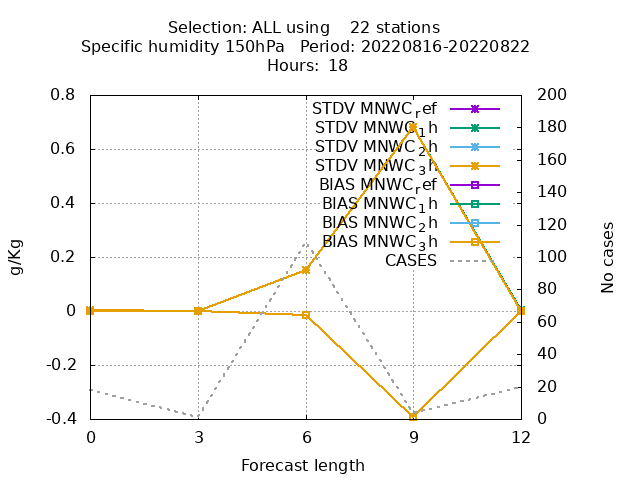 Selection: ALL using    22 stations
Specific humidity 150hPa   Period: 20220816-20220822
Hours:  18
0.8
0.6
0.4
0.2
0
-0.2
-0.4
g/Kg
STDV MNWC_ref
STDV MNWC_1h
STDV MNWC_2h
STDV MNWC_3h
BIAS MNWC_ref
BIAS MNWC_1h
BIAS MNWC_2h
BIAS MNWC_3h
CASES
200
180
160
140
120
100
80
60
40
20
0
No cases
0 3 6 9 12
Forecast length